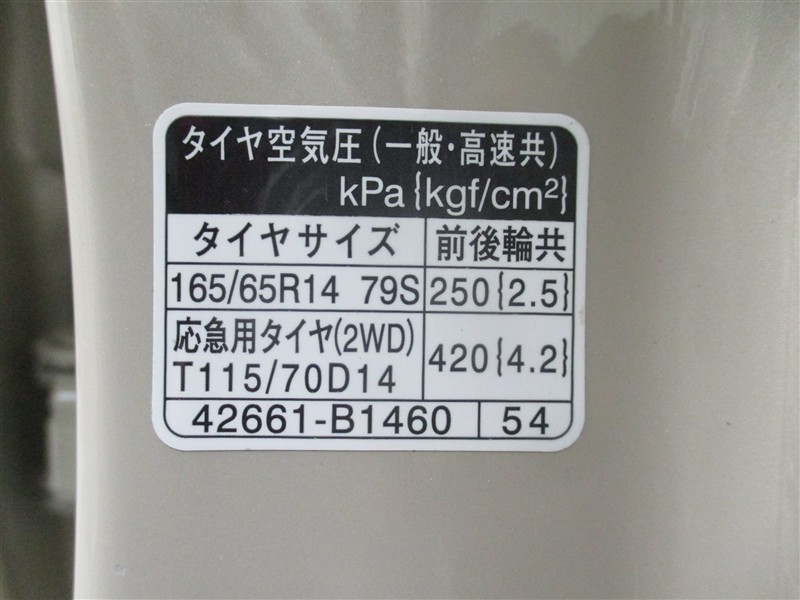 タイヤ空気圧(一般・高速共)
kPa{kgf/cm²}
タイヤサイズ 前後輪共
165/65R14 79S 250{2.5}
応急用タイヤ(2WD)
T115/70D14 420{4.2}
42661-B1460 54